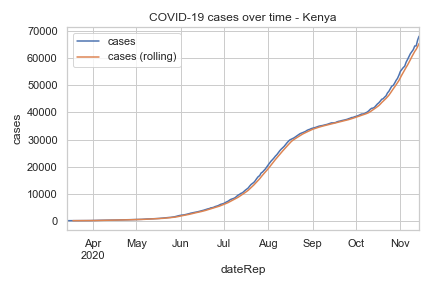 COVID-19 cases over time - Kenya
cases
cases (rolling)
70000
60000
50000
40000
30000
20000
10000
0
cases
Apr
2020
May
Jun
Jul
Aug
Sep
Oct
Nov
dateRep